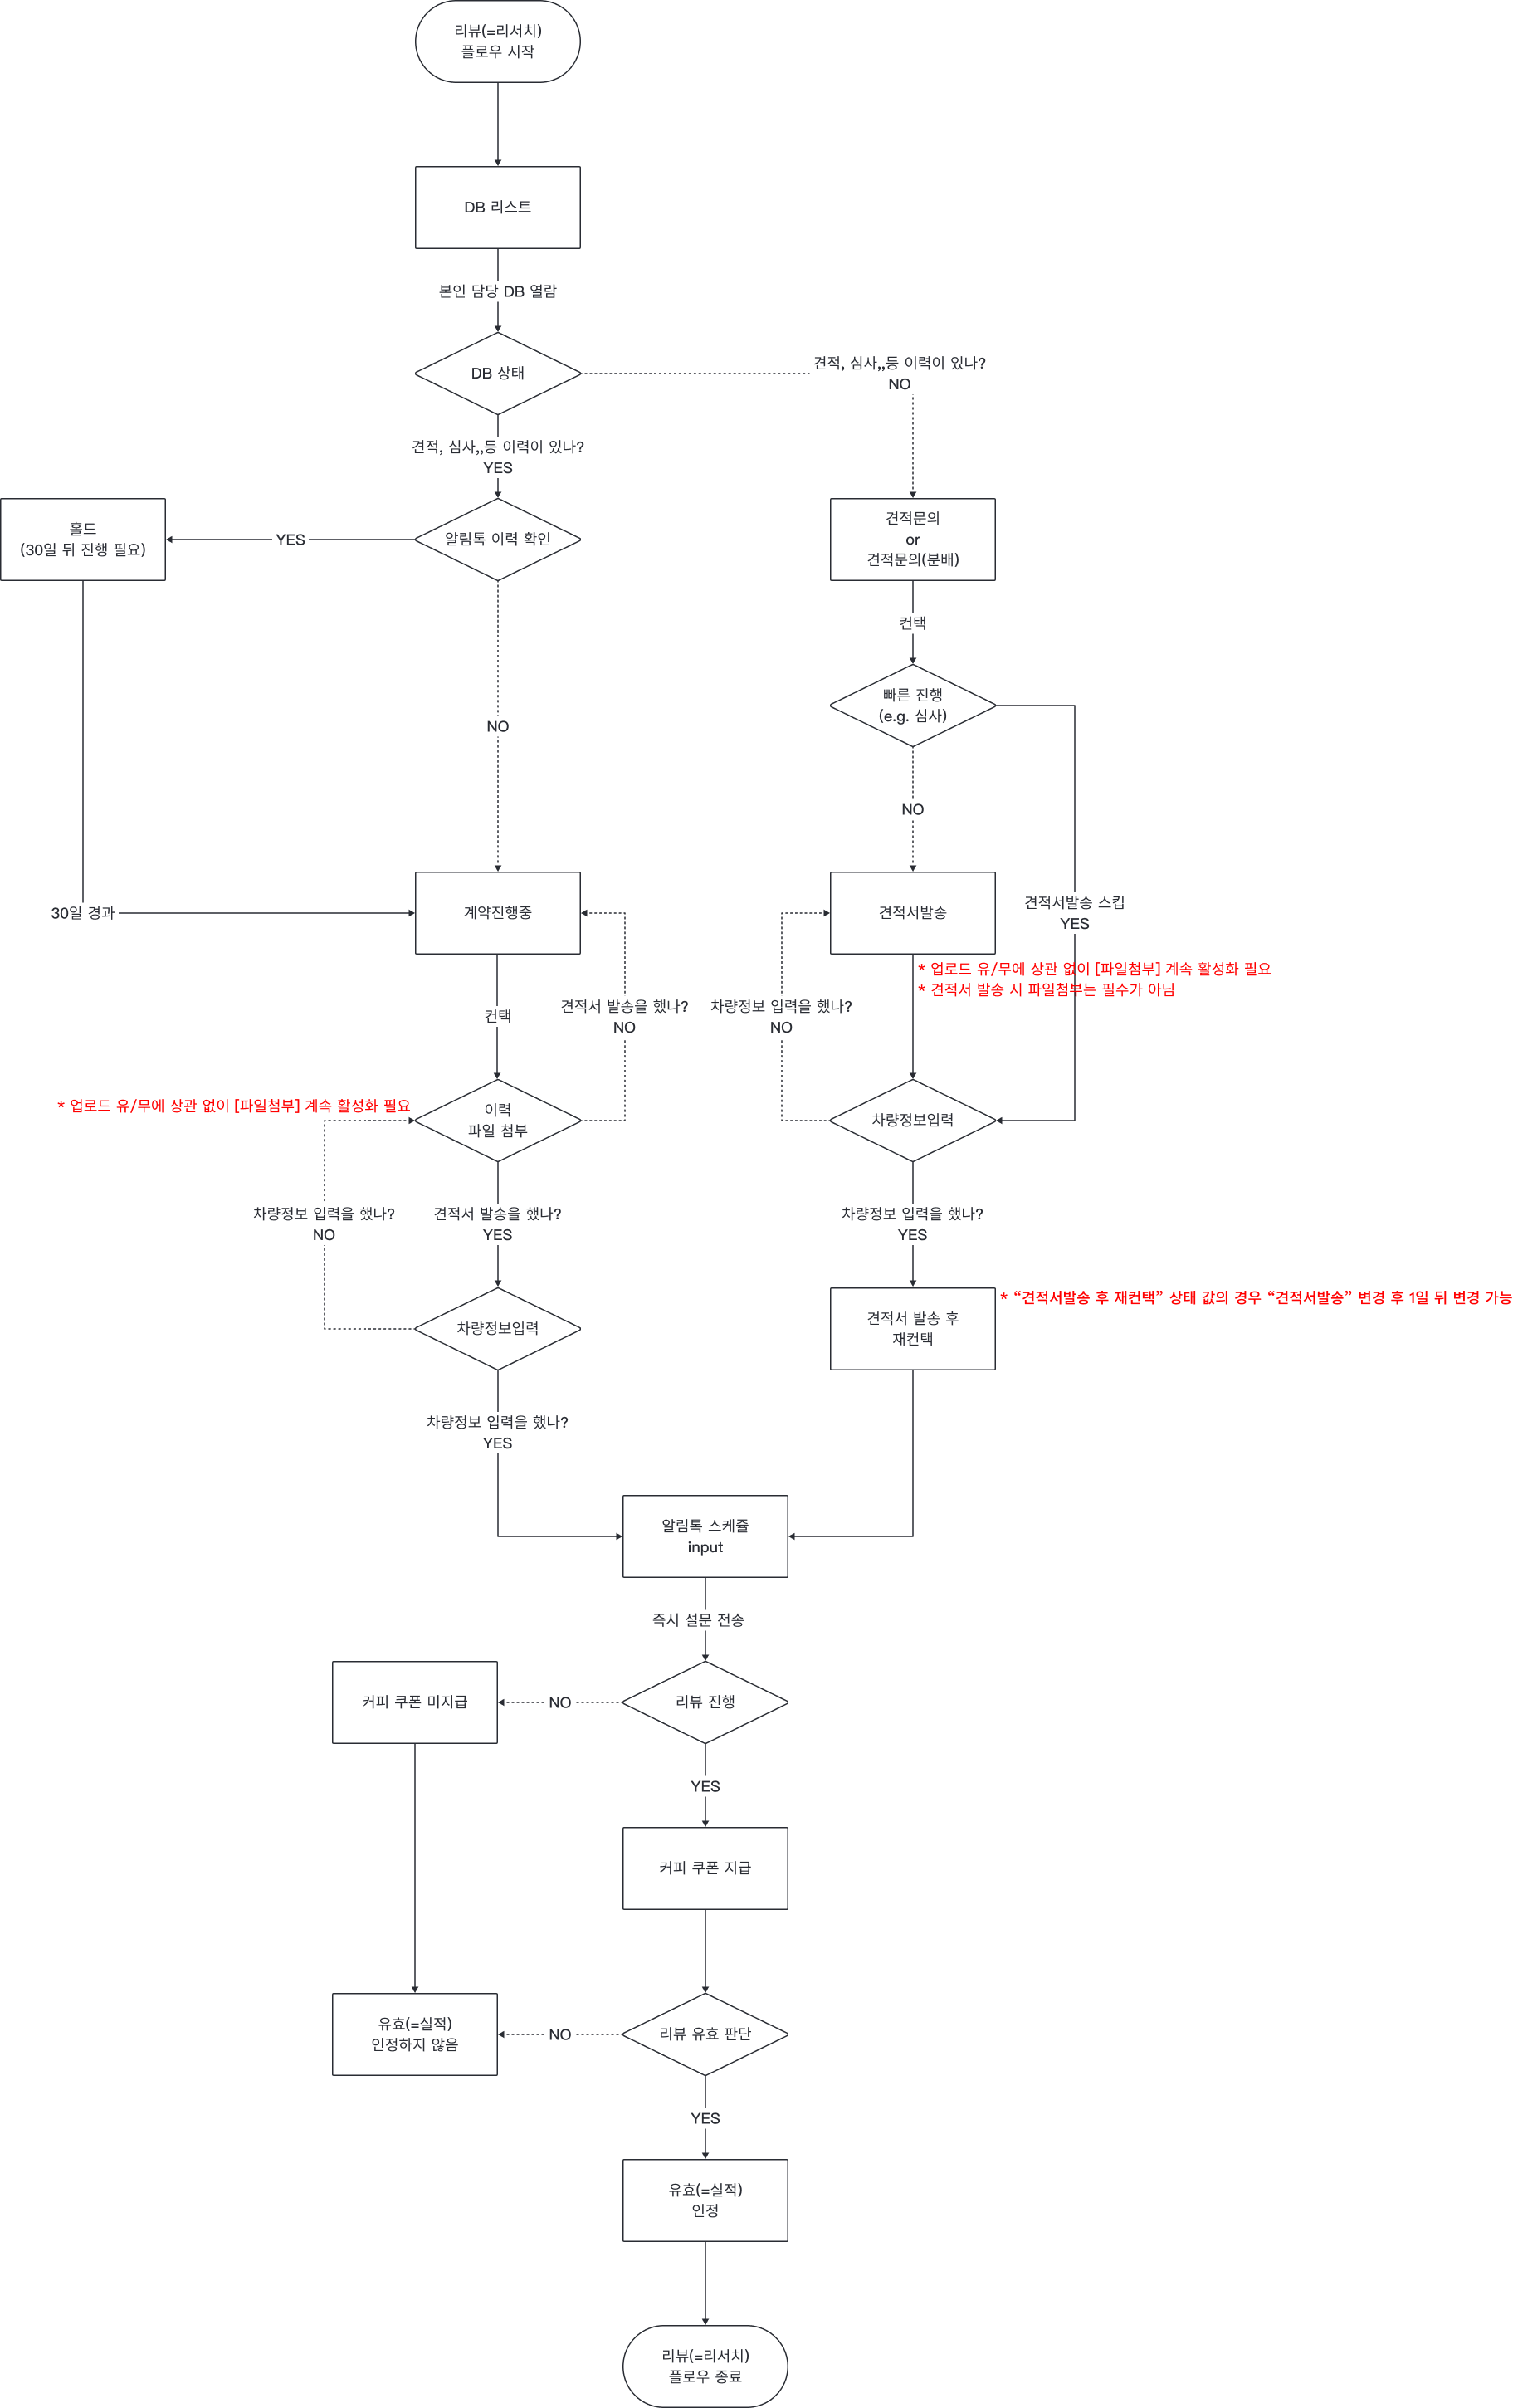 리뷰(=리서치)
플로우 시작
DB 리스트
본인 담당 DB 열람
DB 상태
견적, 심사,,등 이력이 있나?
NO
견적, 심사,,등 이력이 있나?
YES
홀드
(30일 뒤 진행 필요)
YES
알림톡 이력 확인
견적문의
or
견적문의(분배)
컨택
빠른 진행
(e.g. 심사)
NO
NO
30일 경과
계약진행중
견적서발송
견적서발송 스킵
YES
* 업로드 유/무에 상관 없이 [파일첨부] 계속 활성화 필요
* 견적서 발송 시 파일첨부는 필수가 아님
컨택
견적서 발송을 했나?
NO
차량정보 입력을 했나?
NO
* 업로드 유/무에 상관 없이 [파일첨부] 계속 활성화 필요
이력
파일 첨부
차량정보입력
차량정보 입력을 했나?
NO
견적서 발송을 했나?
YES
차량정보 입력을 했나?
YES
차량정보입력
견적서 발송 후
재컨택
* “견적서발송 후 재컨택” 상태 값의 경우 “견적서발송” 변경 후 1일 뒤 변경 가능
차량정보 입력을 했나?
YES
알림톡 스케쥴
input
즉시 설문 전송
커피 쿠폰 미지급
NO
리뷰 진행
YES
커피 쿠폰 지급
유효(=실적)
인정하지 않음
NO
리뷰 유효 판단
YES
유효(=실적)
인정
리뷰(=리서치)
플로우 종료